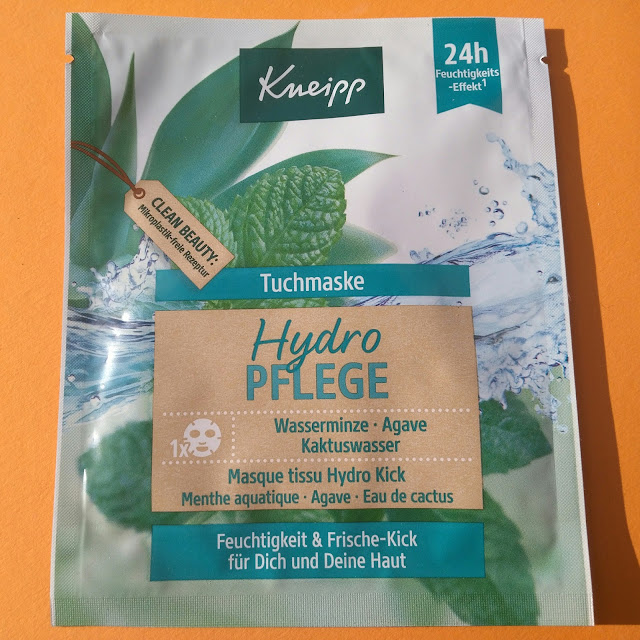 Kneipp
24h
Feuchtigkeits
-Effekt¹
CLEAN BEAUTY:
Mikroplastik-freie Rezeptur
Tuchmaske
Hydro
PFLEGE
Wasserminze · Agave
Kaktuswasser
1x
Masque tissu Hydro Kick
Menthe aquatique · Agave · Eau de cactus
Feuchtigkeit & Frische-Kick
für Dich und Deine Haut